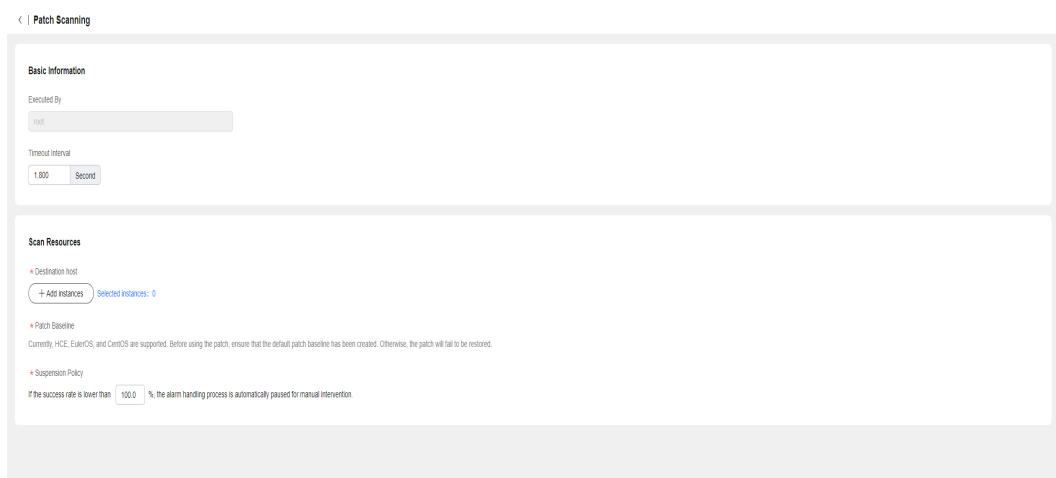 Patch Scanning
Basic Information
Executed By
root
Timeout Interval
1,800 Second
Scan Resources
* Destination host
+ Add instances Selected instances: 0
* Patch Baseline
Currently, HCE, EulerOS, and CentOS are supported. Before using the patch, ensure that the default patch baseline has been created. Otherwise, the patch will fail to be restored.
* Suspension Policy
If the success rate is lower than 100.0 %, the alarm handling process is automatically paused for manual intervention.